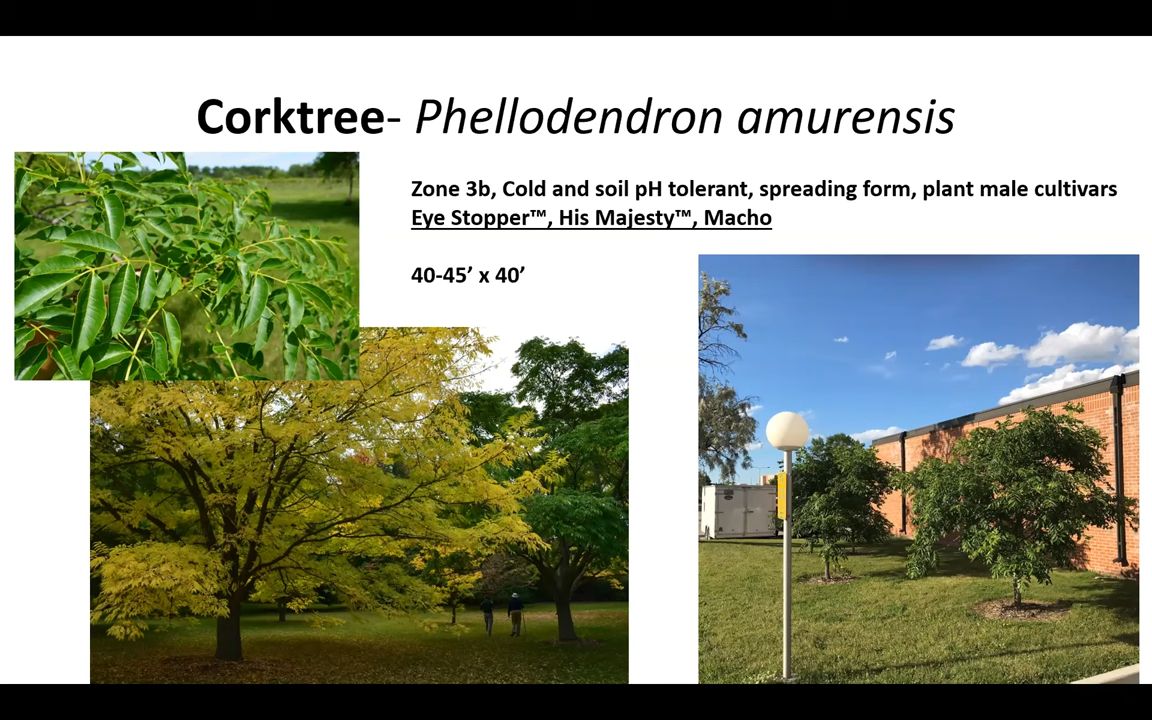 Corktree- Phellodendron amurensis
Zone 3b, Cold and soil pH tolerant, spreading form, plant male cultivars
Eye Stopper™, His Majesty™, Macho
40-45’ x 40’